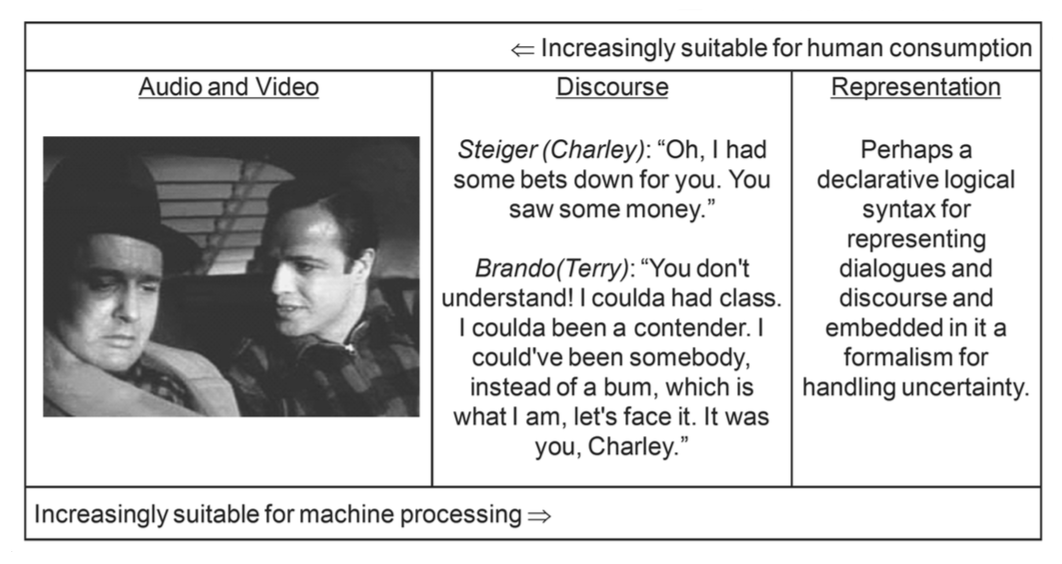 ⇐ Increasingly suitable for human consumption
Audio and Video
Discourse
Steiger (Charley): “Oh, I had
some bets down for you. You
saw some money.”
Brando(Terry): “You don't
understand! I coulda had class.
I coulda been a contender. I
could've been somebody,
instead of a bum, which is
what I am, let's face it. It was
you, Charley.”
Representation
Perhaps a
declarative logical
syntax for
representing
dialogues and
discourse and
embedded in it a
formalism for
handling uncertainty.
Increasingly suitable for machine processing ⇒